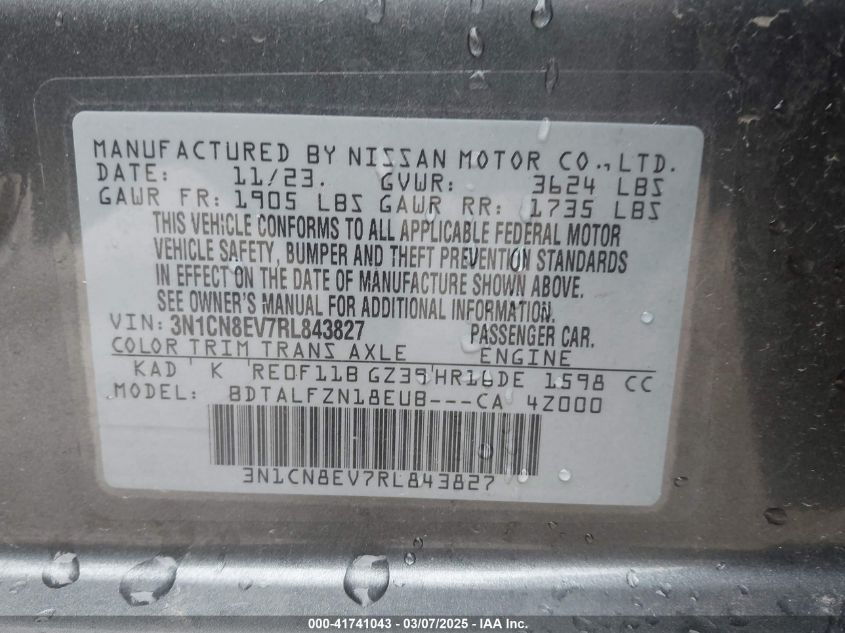 MANUFACTURED BY NISSAN MOTOR CO.,LTD.
DATE: 11/23. GVWR: 3624 LBS
GAWR FR: 1905 LBS GAWR RR: 1735 LBS
THIS VEHICLE CONFORMS TO ALL APPLICABLE FEDERAL MOTOR
VEHICLE SAFETY, BUMPER AND THEFT PREVENTION STANDARDS
IN EFFECT ON THE DATE OF MANUFACTURE SHOWN ABOVE.
SEE OWNER'S MANUAL FOR ADDITIONAL INFORMATION.
VIN: 3N1CN8EV7RL843827 PASSENGER CAR.
COLOR TRIM TRANS AXLE ENGINE
KAD K RE0F11B GZ39 HR16DE 1598 CC
MODEL: BDTALFZN18EUB---CA 4Z000
3N1CN8EV7RL843827
000-41741043 — 03/07/2025 — IAA Inc.